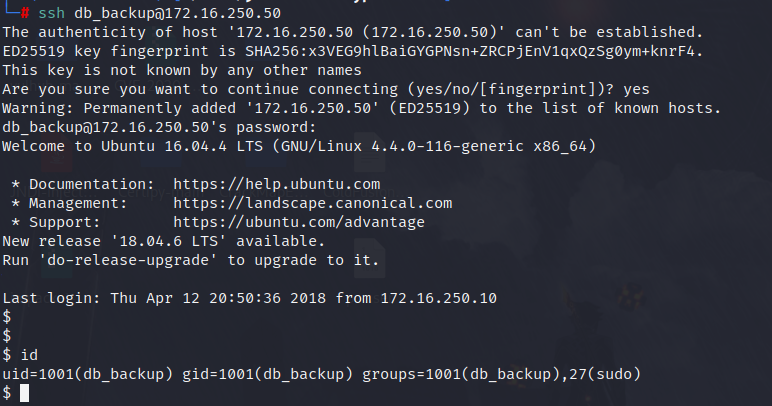 # ssh db_backup@172.16.250.50
The authenticity of host '172.16.250.50 (172.16.250.50)' can't be established.
ED25519 key fingerprint is SHA256:x3VEG9hlBaiGYGPNsn+ZRCPjEnV1qxQzSg0ym+knrF4.
This key is not known by any other names
Are you sure you want to continue connecting (yes/no/[fingerprint])? yes
Warning: Permanently added '172.16.250.50' (ED25519) to the list of known hosts.
db_backup@172.16.250.50's password:
Welcome to Ubuntu 16.04.4 LTS (GNU/Linux 4.4.0-116-generic x86_64)

 * Documentation:  https://help.ubuntu.com
 * Management:     https://landscape.canonical.com
 * Support:        https://ubuntu.com/advantage
New release '18.04.6 LTS' available.
Run 'do-release-upgrade' to upgrade to it.

Last login: Thu Apr 12 20:50:36 2018 from 172.16.250.10
$
$
$ id
uid=1001(db_backup) gid=1001(db_backup) groups=1001(db_backup),27(sudo)
$